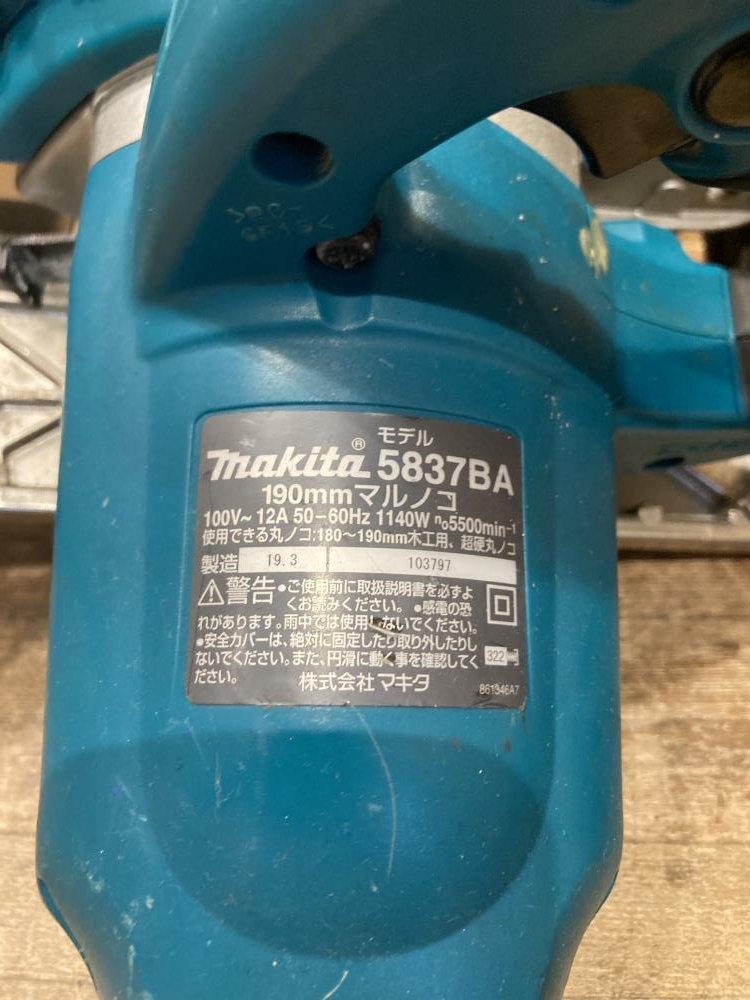 モデル
makita® 5837BA
190mmマルノコ
100V~12A 50-60Hz 1140W n₀5500min⁻¹
使用できる丸ノコ:180~190mm木工用、超硬丸ノコ
製造 19.3 103797
⚠警告 •ご使用前に取扱説明書を必ずよ
くお読みください。 •感電の恐
れがあります。雨中では使用しないでください。
•安全カバーは、絶対に固定したり取り外したりし
ないでください。また、円滑に動く事を確認してく
ださい。
322
株式会社マキタ
861346A7